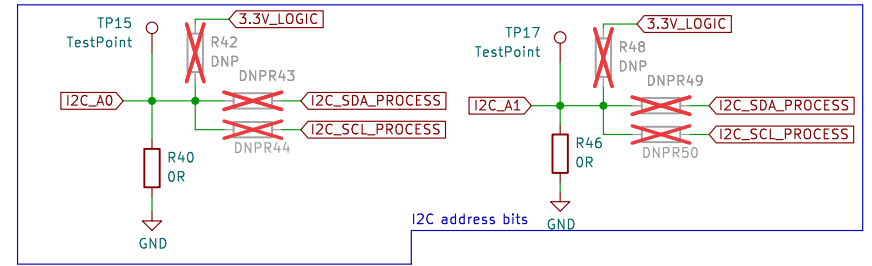 TP15
TestPoint
3.3V_LOGIC
R42
DNP
DNPR43
I2C_A0
I2C_SDA_PROCESS
I2C_SCL_PROCESS
DNPR44
R40
0R
GND
TP17
TestPoint
3.3V_LOGIC
R48
DNP
DNPR49
I2C_A1
I2C_SDA_PROCESS
I2C_SCL_PROCESS
DNPR50
R46
0R
GND
I2C address bits